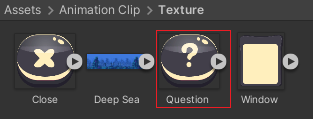 Assets > Animation Clip > Texture
?
Close Deep Sea Question Window